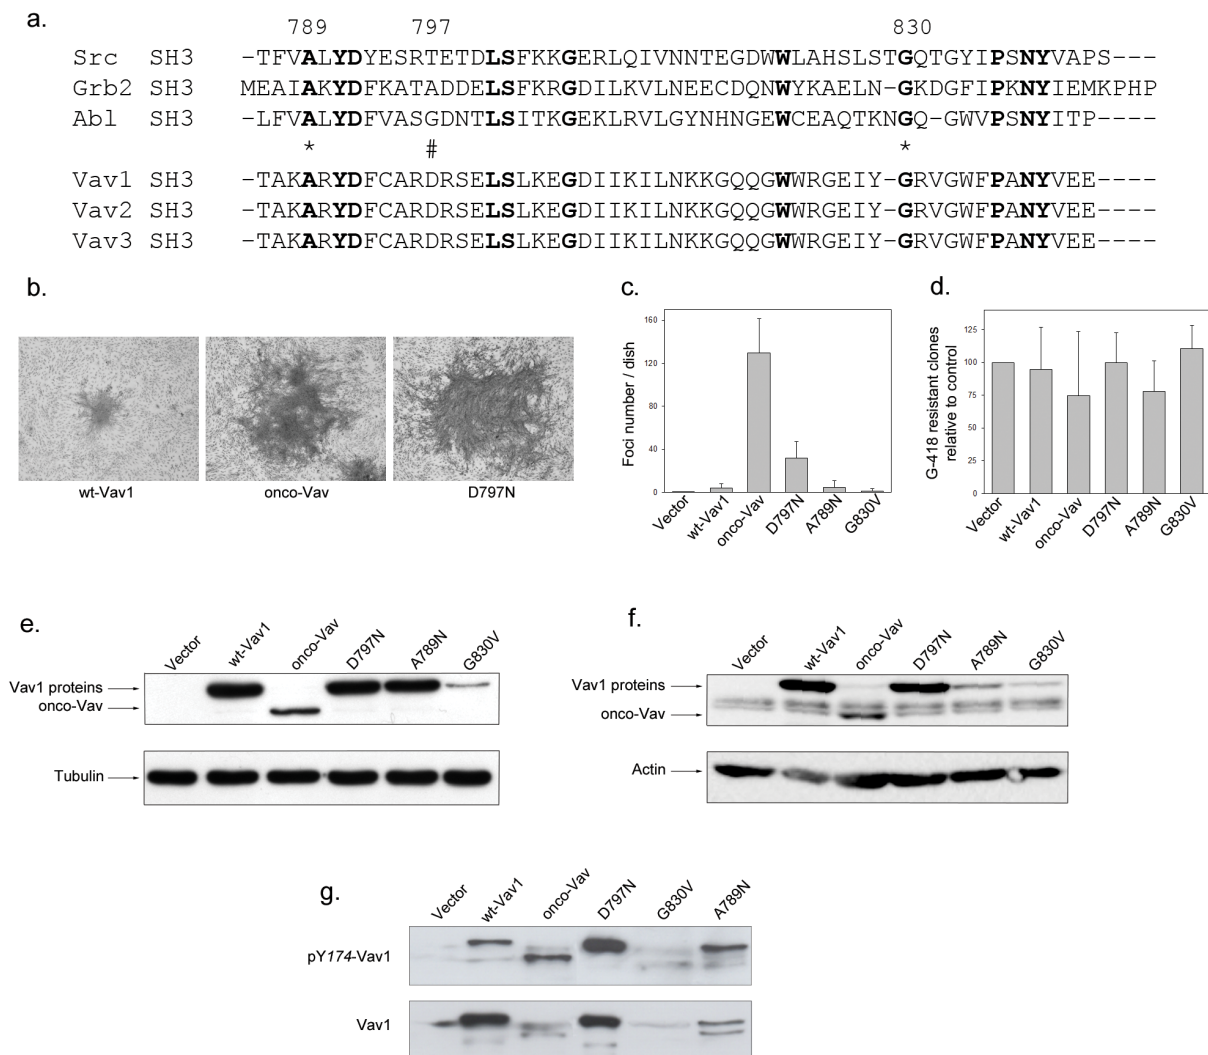 a.
789 797 830
Src SH3 –TFVALYDYESRTETDLSFKKGERLQIVNNTEGDWWLAHSLSTGQTGYIPSNYVAPS–––
Grb2 SH3 MEAIAKYDFKATADDELSFKRGDILKVLNEECDQNWYKAELN–GKDGFIPKNYIEMKPHP
Abl SH3 –LFVALYDFVASGDNTLSITKGEKLRVLGYNHNGEWCEAQTKNGQ–GWVPSNYITP––––
* # *
Vav1 SH3 –TAKARYDFCARDRSELSLKEGDIIKILNKKGQQGWWRGEIY–GRVGWFPANYVEE––––
Vav2 SH3 –TAKARYDFCARDRSELSLKEGDIIKILNKKGQQGWWRGEIY–GRVGWFPANYVEE––––
Vav3 SH3 –TAKARYDFCARDRSELSLKEGDIIKILNKKGQQGWWRGEIY–GRVGWFPANYVEE––––
b.
wt-Vav1 onco-Vav D797N
c.
Foci number / dish
160
120
80
40
0
Vector wt-Vav1 onco-Vav D797N A789N G830V
d.
G-418 resistant clones
relative to control
125
100
75
50
25
0
Vector wt-Vav1 onco-Vav D797N A789N G830V
e.
Vector wt-Vav1 onco-Vav D797N A789N G830V
Vav1 proteins
onco-Vav
Tubulin
f.
Vector wt-Vav1 onco-Vav D797N A789N G830V
Vav1 proteins
onco-Vav
Actin
g.
Vector wt-Vav1 onco-Vav D797N G830V A789N
pY174-Vav1
Vav1